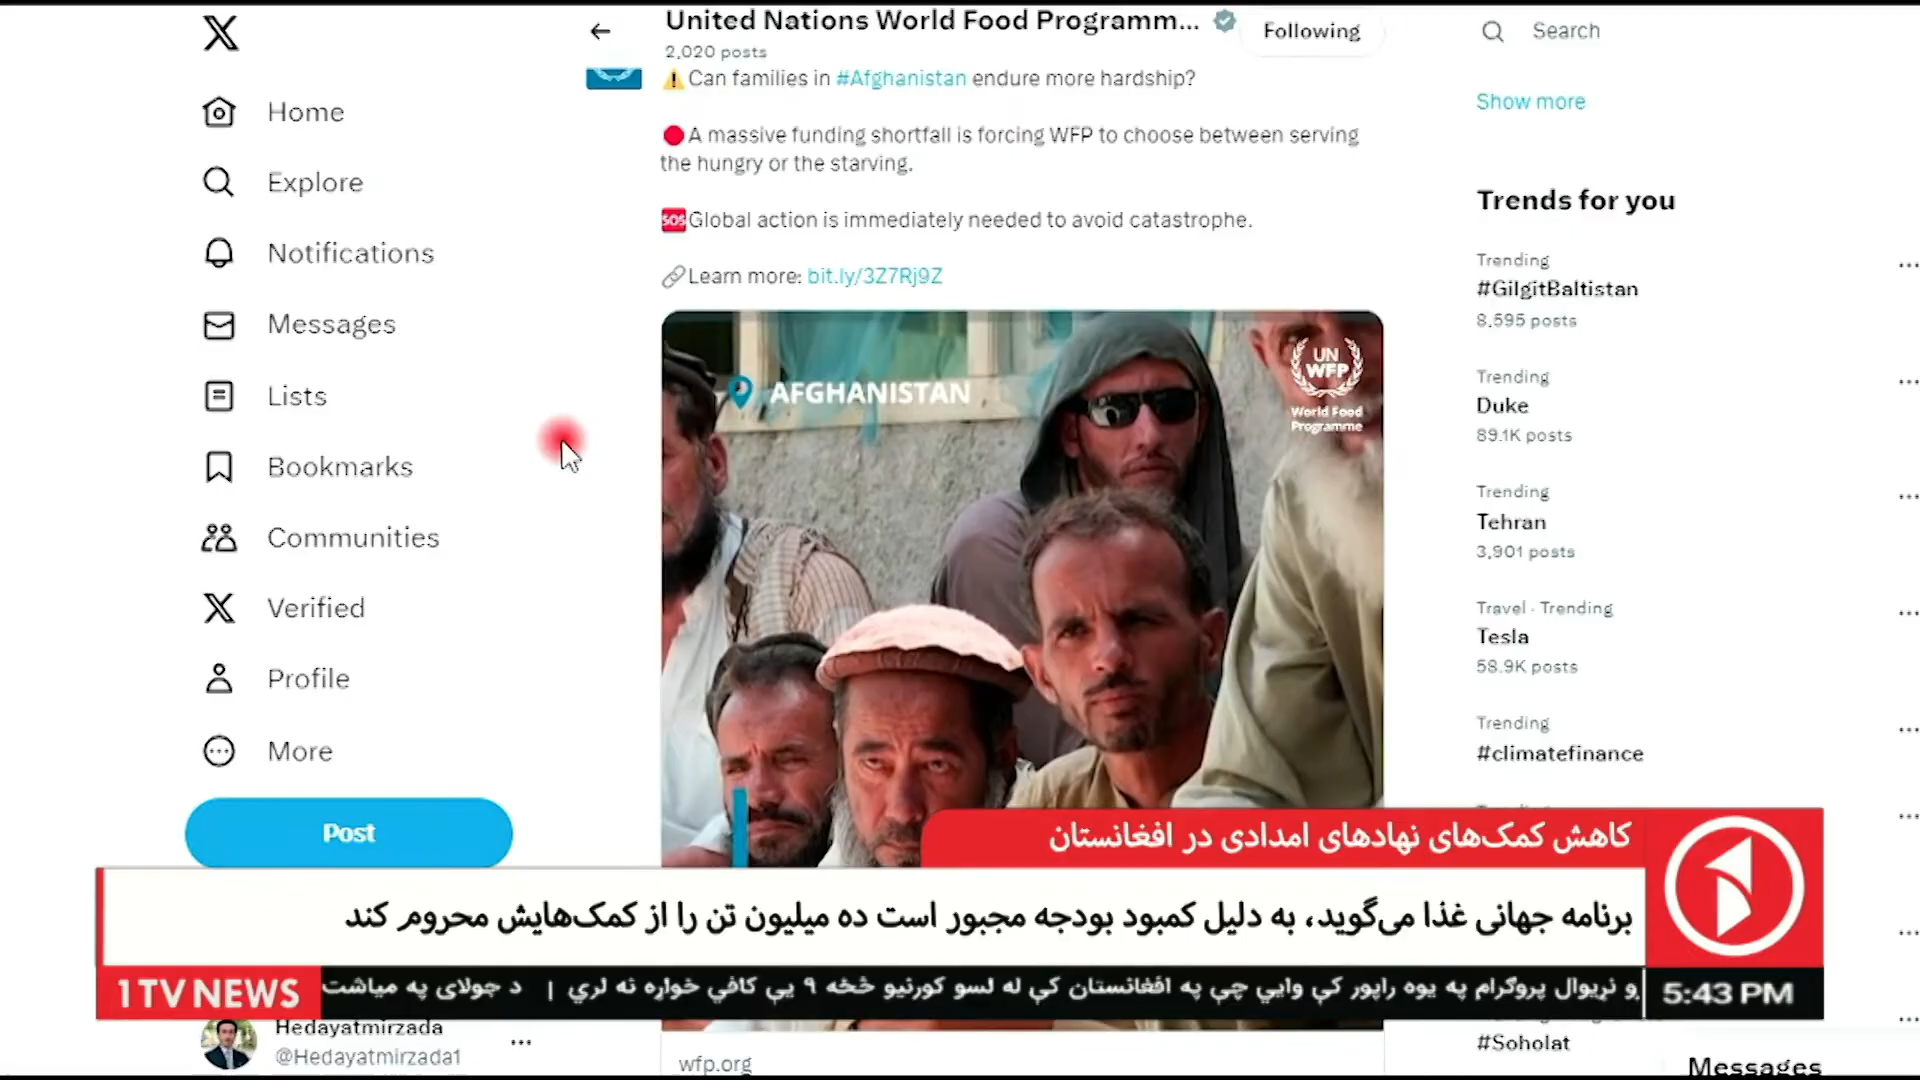 United Nations World Food Programm...
2,020 posts
Following
Search
Home
Explore
Notifications
Messages
Lists
Bookmarks
Communities
Verified
Profile
More
Post
Hedayatmirzada
@Hedayatmirzada1
⚠️Can families in #Afghanistan endure more hardship?
🔴A massive funding shortfall is forcing WFP to choose between serving
the hungry or the starving.
🆘Global action is immediately needed to avoid catastrophe.
🔗Learn more: bit.ly/3Z7Rj9Z
AFGHANISTAN
UN
WFP
World Food
Programme
wfp.org
Show more
Trends for you
Trending
#GilgitBaltistan
8,595 posts
Trending
Duke
89.1K posts
Trending
Tehran
3,901 posts
Travel · Trending
Tesla
58.9K posts
Trending
#climatefinance
#Soholat
Messages
کاهش کمک‌های نهادهای امدادی در افغانستان
برنامه جهانی غذا می‌گوید، به دلیل کمبود بودجه مجبور است ده میلیون تن را از کمک‌هایش محروم کند
1TV NEWS
و نړیوال پروګرام په یوه راپور کې وایي چې په افغانستان کې له لسو کورنیو څخه ۹ یې کافي خواړه نه لري | د جولای په میاشت
5:43 PM